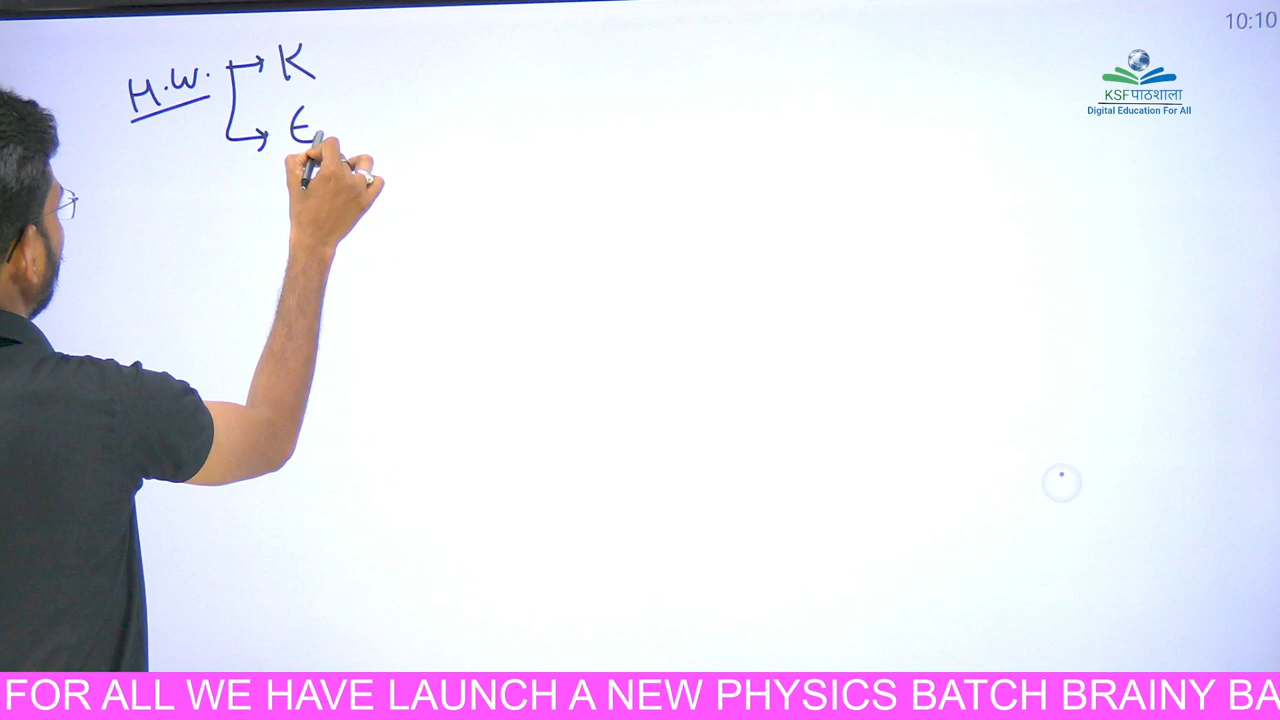 10:10
H.W. → K
→ E
KSFपाठशाला
Digital Education For All
FOR ALL WE HAVE LAUNCH A NEW PHYSICS BATCH BRAINY BA